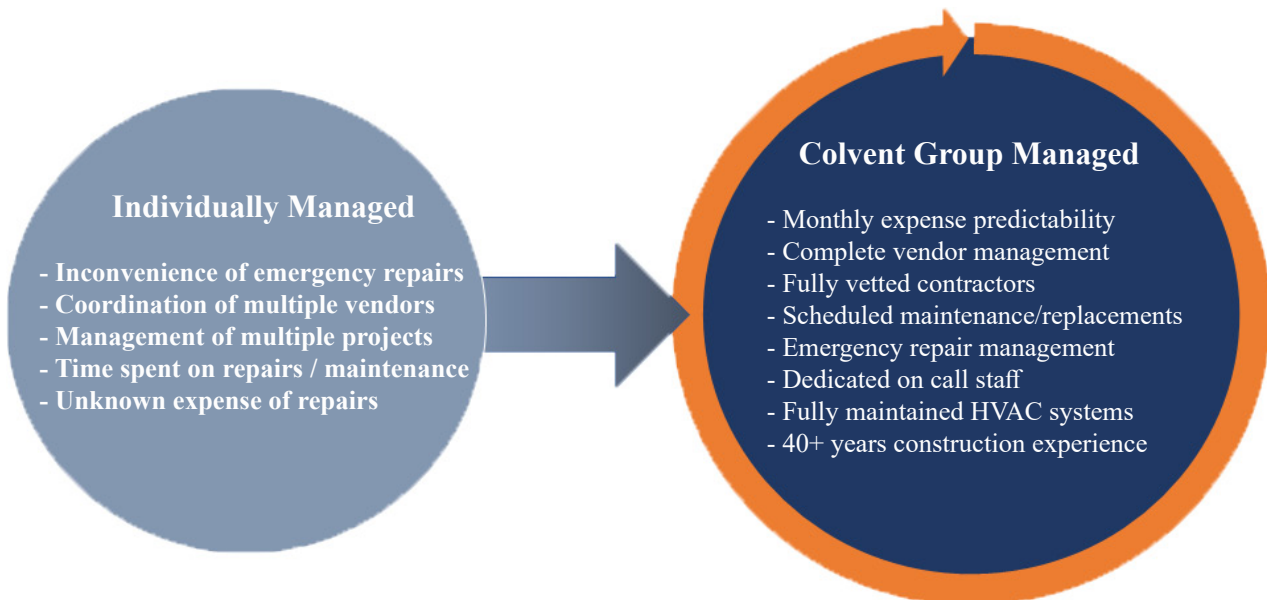 Individually Managed
- Inconvenience of emergency repairs
- Coordination of multiple vendors
- Management of multiple projects
- Time spent on repairs / maintenance
- Unknown expense of repairs
Colvent Group Managed
- Monthly expense predictability
- Complete vendor management
- Fully vetted contractors
- Scheduled maintenance/replacements
- Emergency repair management
- Dedicated on call staff
- Fully maintained HVAC systems
- 40+ years construction experience